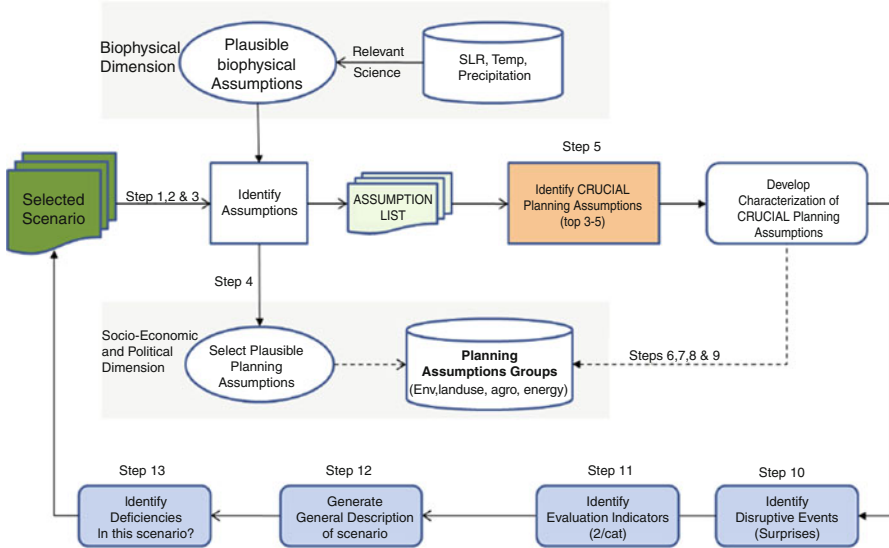 Biophysical
Dimension
Plausible
biophysical
Assumptions
Relevant
Science
SLR, Temp,
Precipitation
Selected
Scenario
Step 1,2 & 3
Identify
Assumptions
ASSUMPTION
LIST
Step 5
Identify CRUCIAL
Planning Assumptions
(top 3-5)
Develop
Characterization of
CRUCIAL Planning
Assumptions
Step 4
Socio-Economic
and Political
Dimension
Select Plausible
Planning
Assumptions
Planning
Assumptions Groups
(Env,landuse, agro, energy)
Steps 6,7,8 & 9
Step 13
Identify
Deficiencies
In this scenario?
Step 12
Generate
General Description
of scenario
Step 11
Identify
Evaluation Indicators
(2/cat)
Step 10
Identify
Disruptive Events
(Surprises)